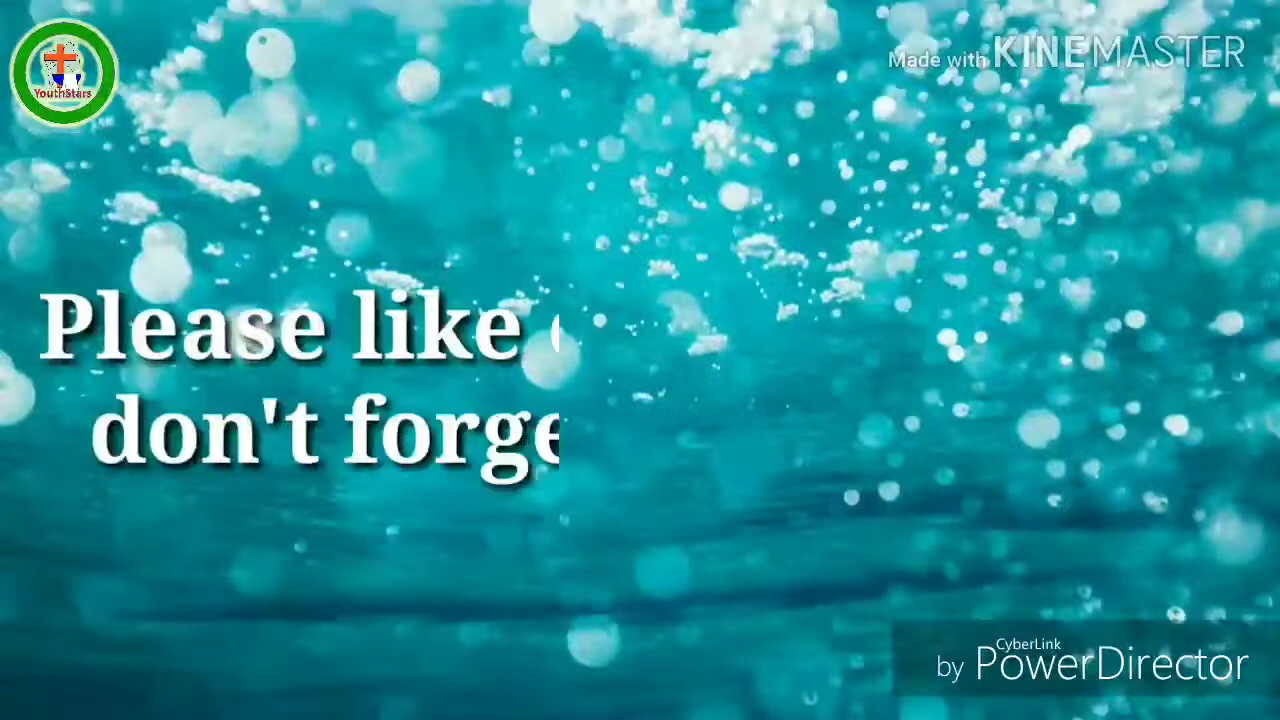 YouthStars
Made with KINEMASTER
Please like
don't forge
CyberLink
by PowerDirector